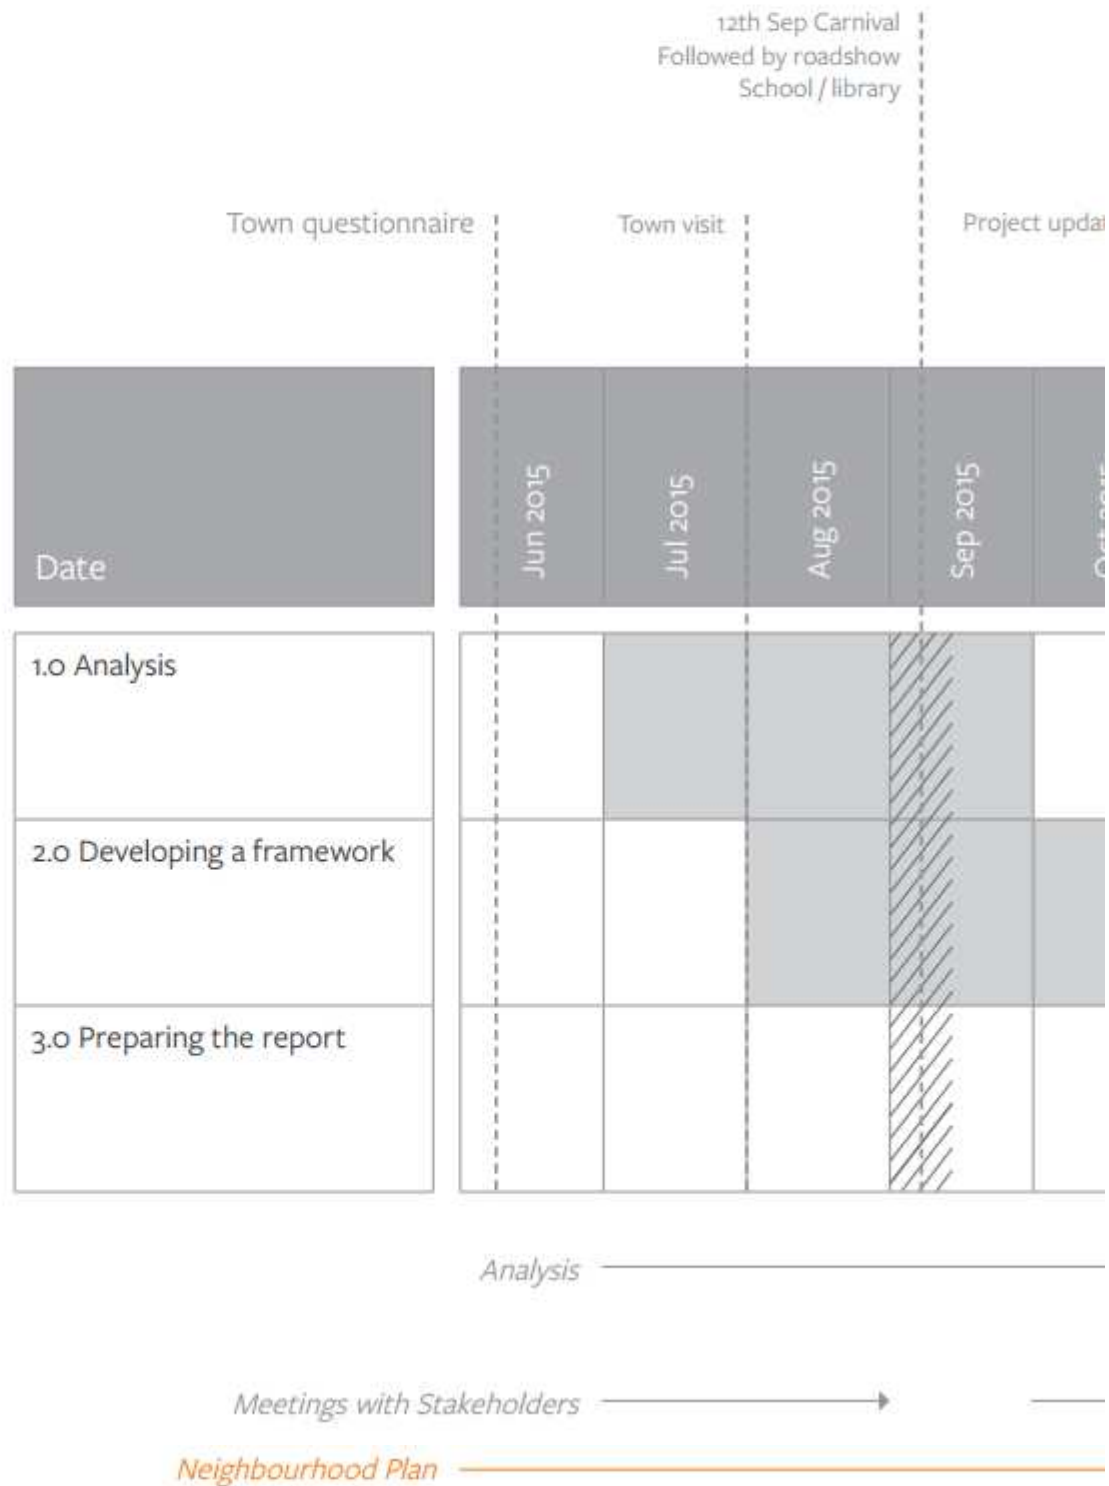 12th Sep Carnival
Followed by roadshow
School / library
Town questionnaire
Town visit
Project
Date
Jun 2015
Jul 2015
Aug 2015
Sep 2015
1.0 Analysis
2.0 Developing a framework
3.0 Preparing the report
Analysis
Meetings with Stakeholders
Neighbourhood Plan